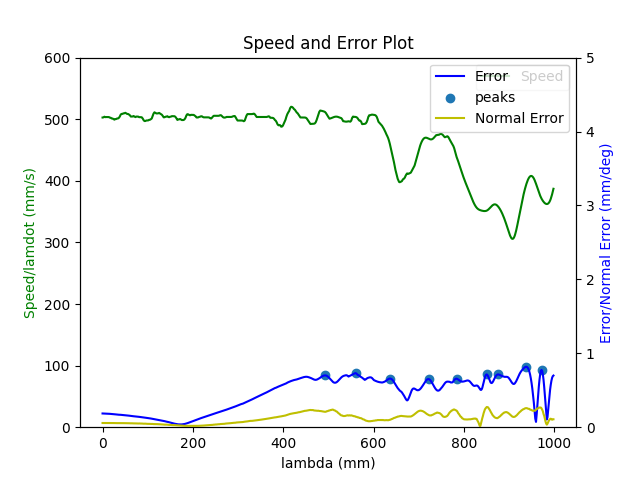 Speed and Error Plot
600
500
400
300
200
100
0
Speed/lamdot (mm/s)
5
4
3
2
1
0
Error/Normal Error (mm/deg)
Speed
Error
peaks
Normal Error
0
200
400
600
800
1000
lambda (mm)